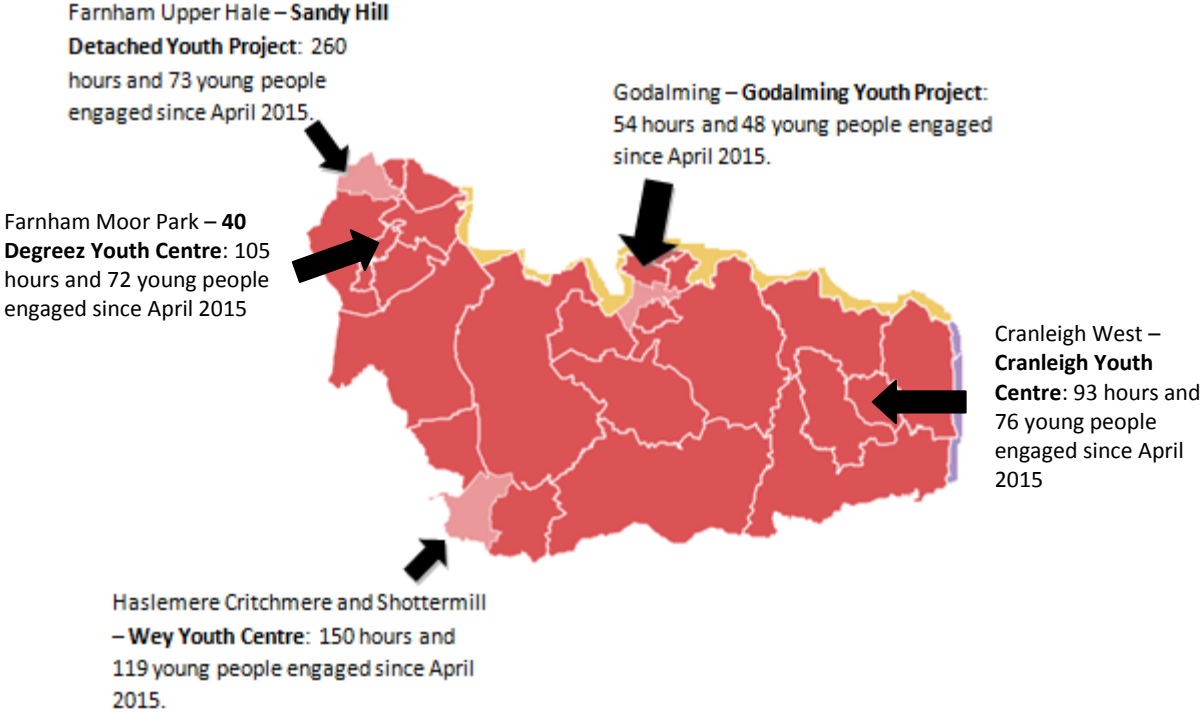 Farnham Upper Hale – Sandy Hill
Detached Youth Project: 260
hours and 73 young people
engaged since April 2015.
Godalming – Godalming Youth Project:
54 hours and 48 young people engaged
since April 2015.
Farnham Moor Park – 40
Degreez Youth Centre: 105
hours and 72 young people
engaged since April 2015
Cranleigh West –
Cranleigh Youth
Centre: 93 hours and
76 young people
engaged since April
2015
Haslemere Critchmere and Shottermill
– Wey Youth Centre: 150 hours and
119 young people engaged since April
2015.